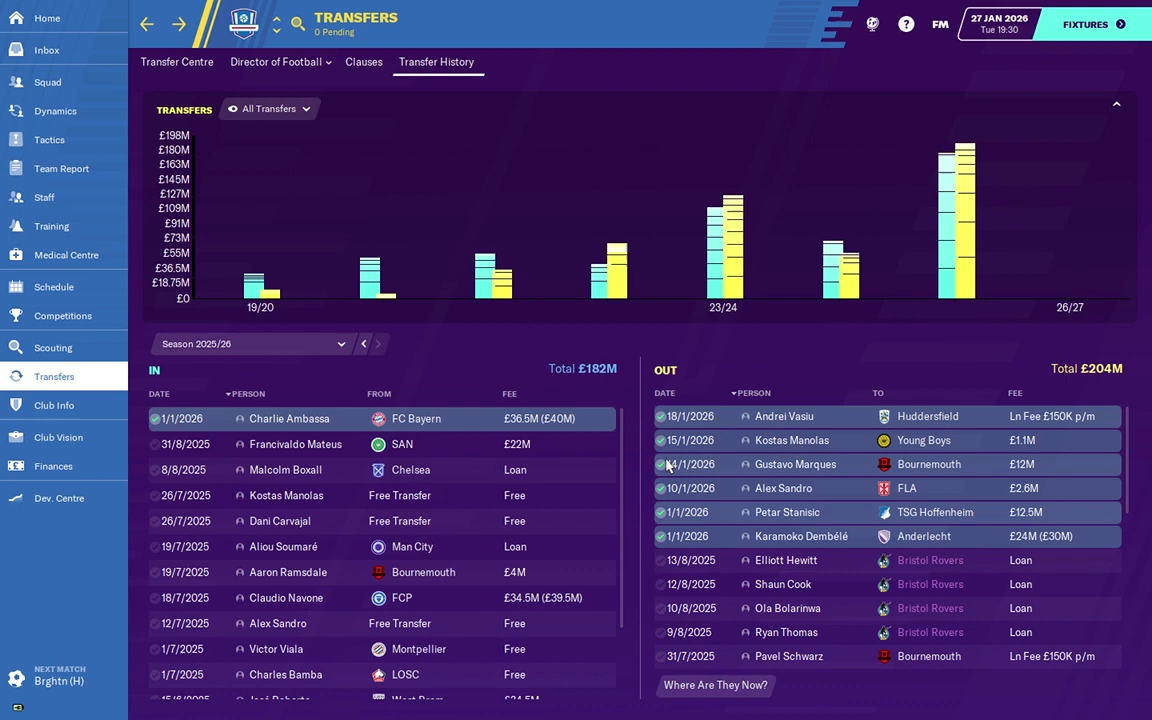 Home
Inbox
Squad
Dynamics
Tactics
Team Report
Staff
Training
Medical Centre
Schedule
Competitions
Scouting
Transfers
Club Info
Club Vision
Finances
Dev. Centre
NEXT MATCH
Brghtn (H)
TRANSFERS
0 Pending
FM
27 JAN 2026
Tue 19:30
FIXTURES
Transfer Centre Director of Football Clauses Transfer History
TRANSFERS All Transfers
£198M
£180M
£163M
£145M
£127M
£109M
£91M
£73M
£55M
£36.5M
£18.75M
£0
19/20 23/24 26/27
Season 2025/26
IN Total £182M
DATE PERSON FROM FEE
1/1/2026 Charlie Ambassa FC Bayern £36.5M (£40M)
31/8/2025 Francivaldo Mateus SAN £22M
8/8/2025 Malcolm Boxall Chelsea Loan
26/7/2025 Kostas Manolas Free Transfer Free
26/7/2025 Dani Carvajal Free Transfer Free
19/7/2025 Aliou Soumaré Man City Loan
19/7/2025 Aaron Ramsdale Bournemouth £4M
18/7/2025 Claudio Navone FCP £34.5M (£39.5M)
12/7/2025 Alex Sandro Free Transfer Free
1/7/2025 Victor Viala Montpellier Free
1/7/2025 Charles Bamba LOSC Free
OUT Total £204M
DATE PERSON TO FEE
18/1/2026 Andrei Vasiu Huddersfield Ln Fee £150K p/m
15/1/2026 Kostas Manolas Young Boys £1.1M
4/1/2026 Gustavo Marques Bournemouth £12M
10/1/2026 Alex Sandro FLA £2.6M
1/1/2026 Petar Stanisic TSG Hoffenheim £12.5M
1/1/2026 Karamoko Dembélé Anderlecht £24M (£30M)
13/8/2025 Elliott Hewitt Bristol Rovers Loan
12/8/2025 Shaun Cook Bristol Rovers Loan
10/8/2025 Ola Bolarinwa Bristol Rovers Loan
9/8/2025 Ryan Thomas Bristol Rovers Loan
31/7/2025 Pavel Schwarz Bournemouth Ln Fee £150K p/m
Where Are They Now?